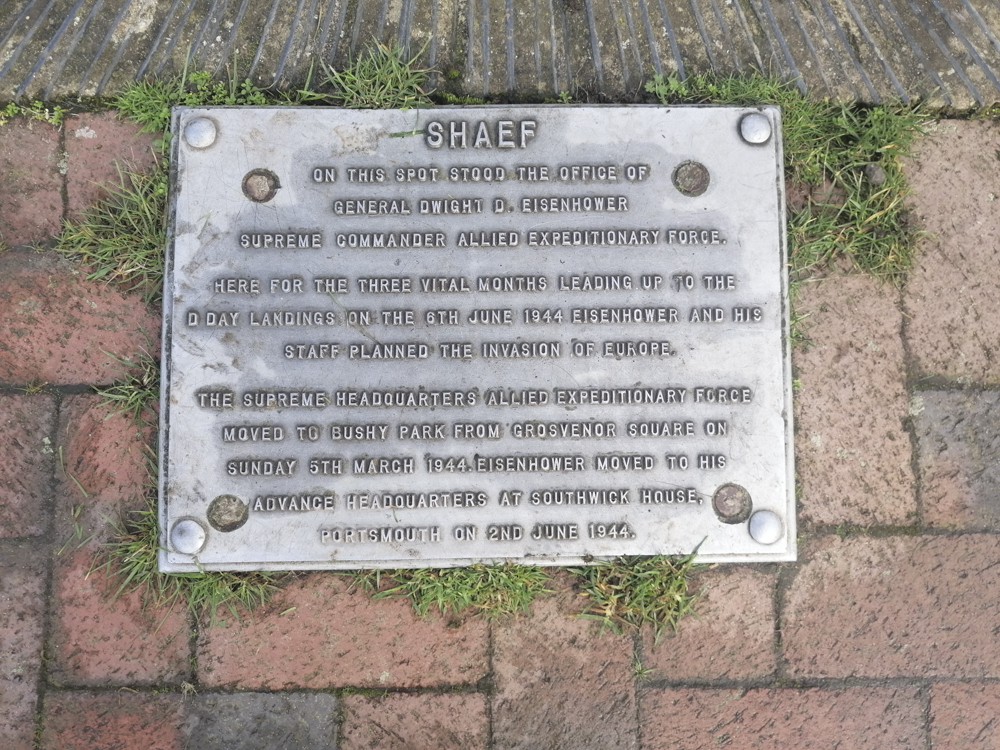 SHAEF
ON THIS SPOT STOOD THE OFFICE OF
GENERAL DWIGHT D. EISENHOWER
SUPREME COMMANDER ALLIED EXPEDITIONARY FORCE.
HERE FOR THE THREE VITAL MONTHS LEADING UP TO THE
D DAY LANDINGS ON THE 6TH JUNE 1944 EISENHOWER AND HIS
STAFF PLANNED THE INVASION OF EUROPE.
THE SUPREME HEADQUARTERS ALLIED EXPEDITIONARY FORCE
MOVED TO BUSHY PARK FROM GROSVENOR SQUARE ON
SUNDAY 5TH MARCH 1944. EISENHOWER MOVED TO HIS
ADVANCE HEADQUARTERS AT SOUTHWICK HOUSE,
PORTSMOUTH ON 2ND JUNE 1944.